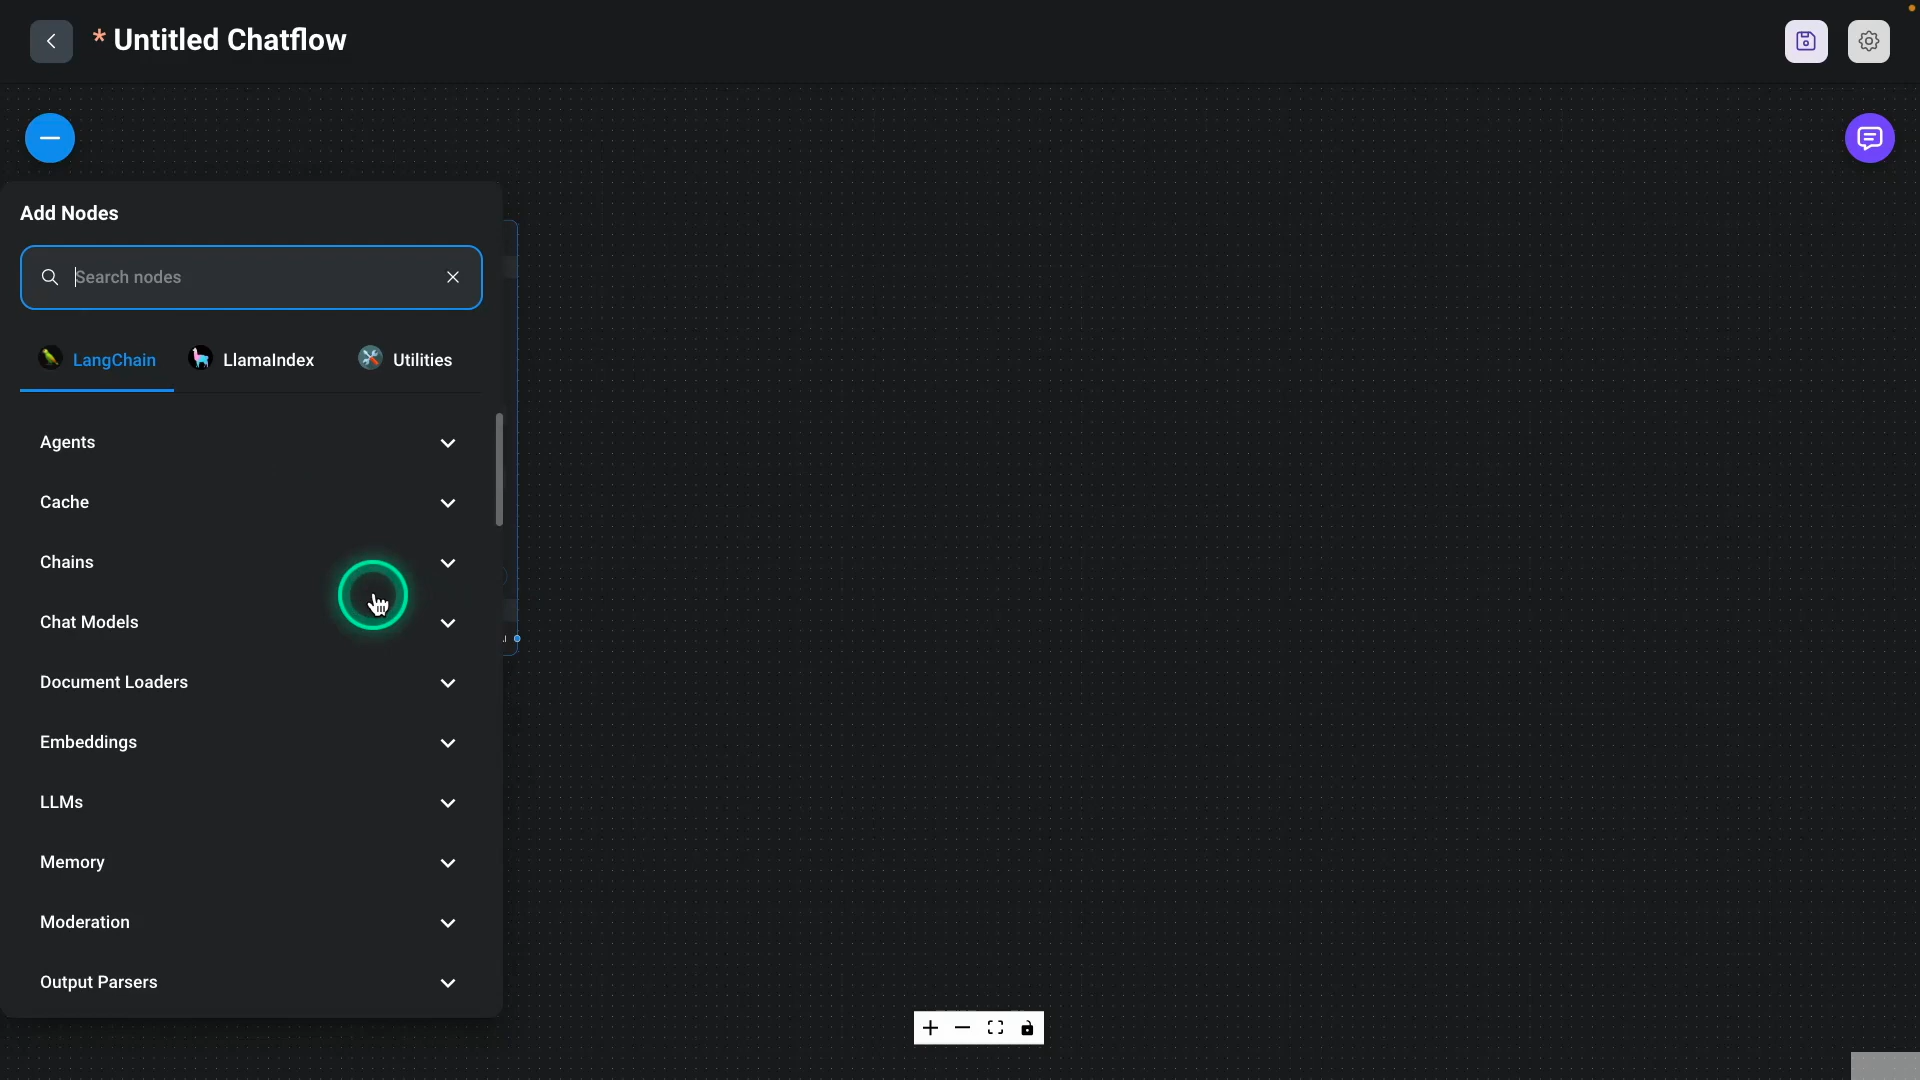 * Untitled Chatflow
Add Nodes
Search nodes
LangChain
LlamaIndex
Utilities
Agents
Cache
Chains
Chat Models
Document Loaders
Embeddings
LLMs
Memory
Moderation
Output Parsers